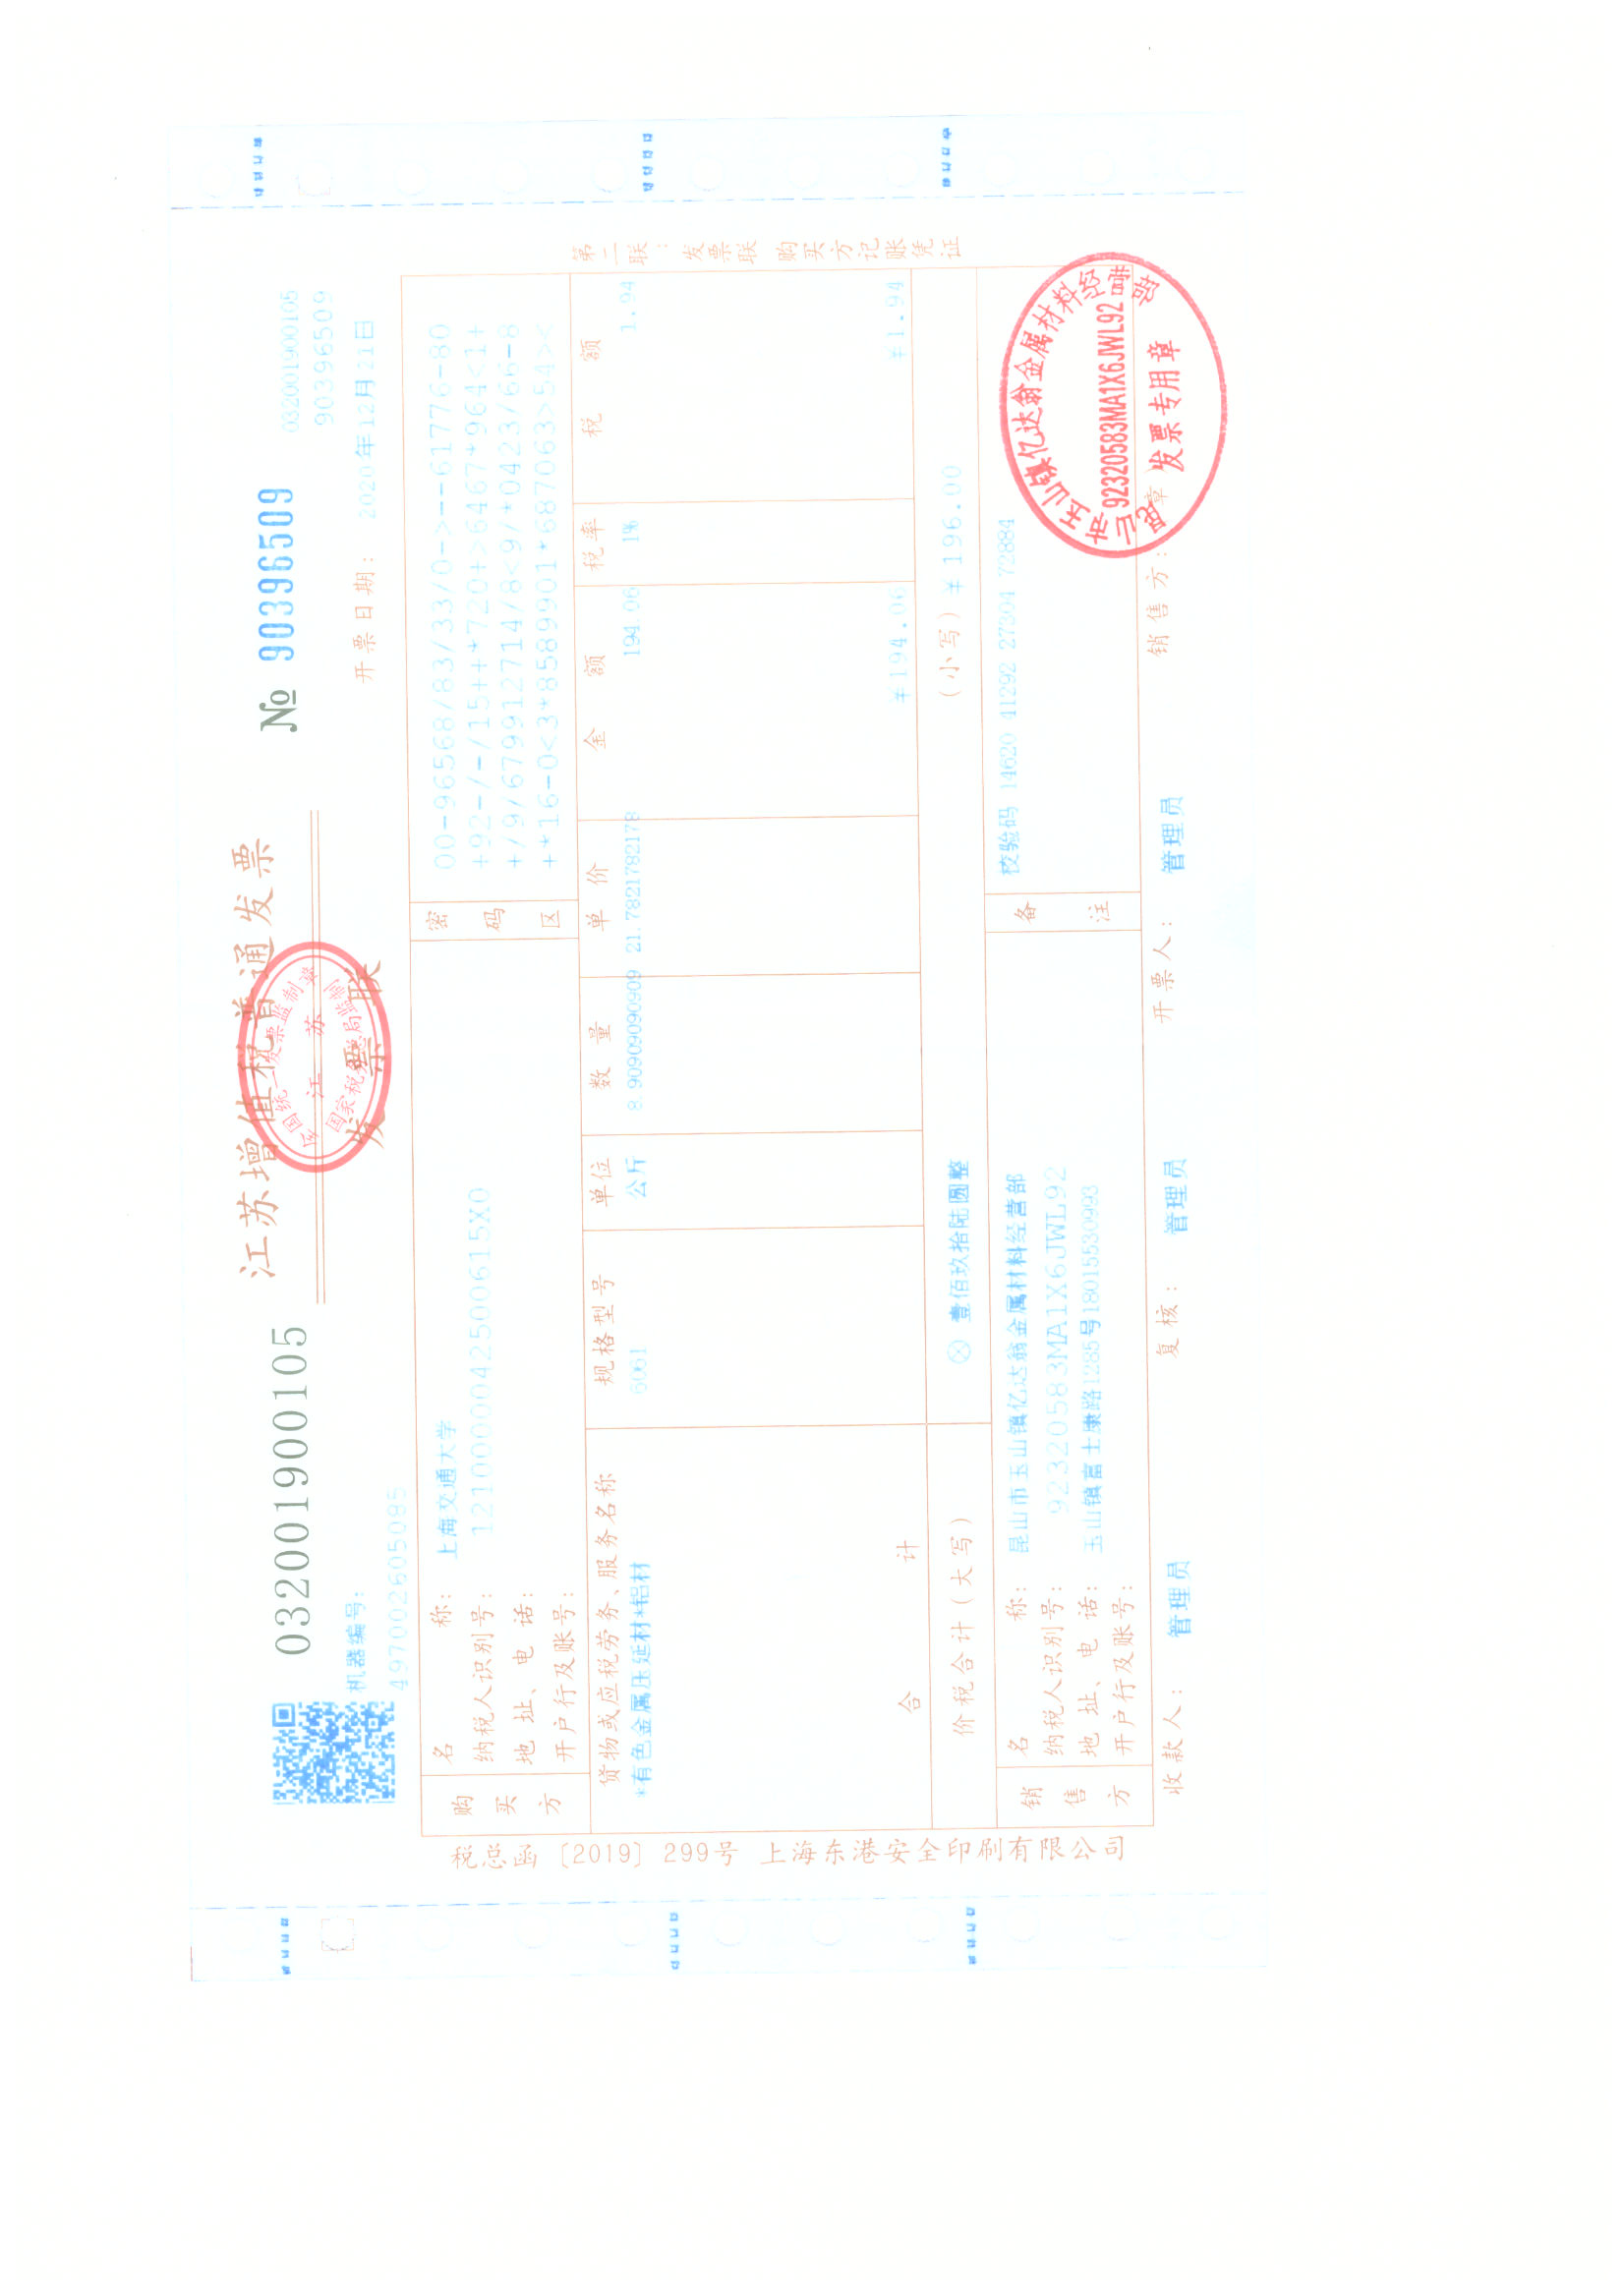 江苏增值税普通发票
发票联
全国统一发票监制章
江苏
国家税务总局监制
032001900105
№ 90396509
032001900105
90396509
机器编号:
497002605085
开票日期: 2020年12月21日
购买方
名称: 上海交通大学
纳税人识别号: 1210000042500615X0
地址、电话:
开户行及账号:
密码区
00-96568/83/33/0->--61776-80
+92-/-/15++*720+>6467*964<1+
+/9/679912714/8<9/*0423/66-8
+*16-0<3*8589901*687063>54><
货物或应税劳务、服务名称 规格型号 单位 数量 单价 金额 税率 税额
*有色金属压延材*铝材 6061 公斤 8.90909090909 21.7821782178 194.06 1% 1.94
合计 ¥194.06 ¥1.94
价税合计(大写) ⊗ 壹佰玖拾陆圆整 (小写) ¥196.00
销售方
名称: 昆山市玉山镇亿达翁金属材料经营部
纳税人识别号: 92320583MA1X6JWL92
地址、电话: 玉山镇富士康路1285号18015530993
开户行及账号:
备注
校验码 14620 41292 27304 72884
收款人: 管理员 复核: 管理员 开票人: 管理员 销售方: 章
昆山市玉山镇亿达翁金属材料经营部
92320583MA1X6JWL92
发票专用章
税总函〔2019〕299号 上海东港安全印刷有限公司
第二联:发票联 购买方记账凭证